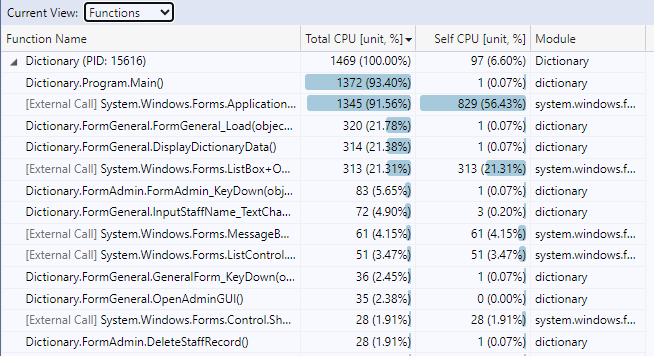 Current View: Functions
Function Name Total CPU [unit, %] Self CPU [unit, %] Module
Dictionary (PID: 15616) 1469 (100.00%) 97 (6.60%) Dictionary
Dictionary.Program.Main() 1372 (93.40%) 1 (0.07%) dictionary
[External Call] System.Windows.Forms.Application... 1345 (91.56%) 829 (56.43%) system.windows.f...
Dictionary.FormGeneral.FormGeneral_Load(objec... 320 (21.78%) 1 (0.07%) dictionary
Dictionary.FormGeneral.DisplayDictionaryData() 314 (21.38%) 1 (0.07%) dictionary
[External Call] System.Windows.Forms.ListBox+O... 313 (21.31%) 313 (21.31%) system.windows.f...
Dictionary.FormAdmin.FormAdmin_KeyDown(obj... 83 (5.65%) 1 (0.07%) dictionary
Dictionary.FormGeneral.InputStaffName_TextCha... 72 (4.90%) 3 (0.20%) dictionary
[External Call] System.Windows.Forms.MessageB... 61 (4.15%) 61 (4.15%) system.windows.f...
[External Call] System.Windows.Forms.ListControl.... 51 (3.47%) 51 (3.47%) system.windows.f...
Dictionary.FormGeneral.GeneralForm_KeyDown(o... 36 (2.45%) 1 (0.07%) dictionary
Dictionary.FormGeneral.OpenAdminGUI() 35 (2.38%) 0 (0.00%) dictionary
[External Call] System.Windows.Forms.Control.Sh... 28 (1.91%) 28 (1.91%) system.windows.f...
Dictionary.FormAdmin.DeleteStaffRecord() 28 (1.91%) 1 (0.07%) dictionary